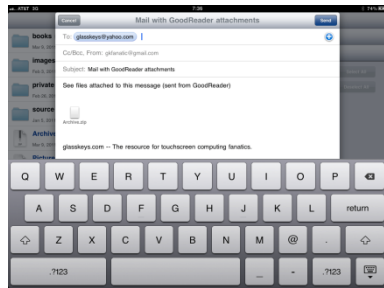 AT&T 3G 7:36 74%
Cancel Mail with GoodReader attachments Send
To: glasskeys@yahoo.com
Cc/Bcc, From: gkfanatic@gmail.com
Subject: Mail with GoodReader attachments
See files attached to this message (sent from GoodReader)
Archive.zip
glasskeys.com -- The resource for touchscreen computing fanatics.
books
images
private
source
Archive
Picture
Q W E R T Y U I O P
A S D F G H J K L return
Z X C V B N M @ .
.?123 _ - .?123